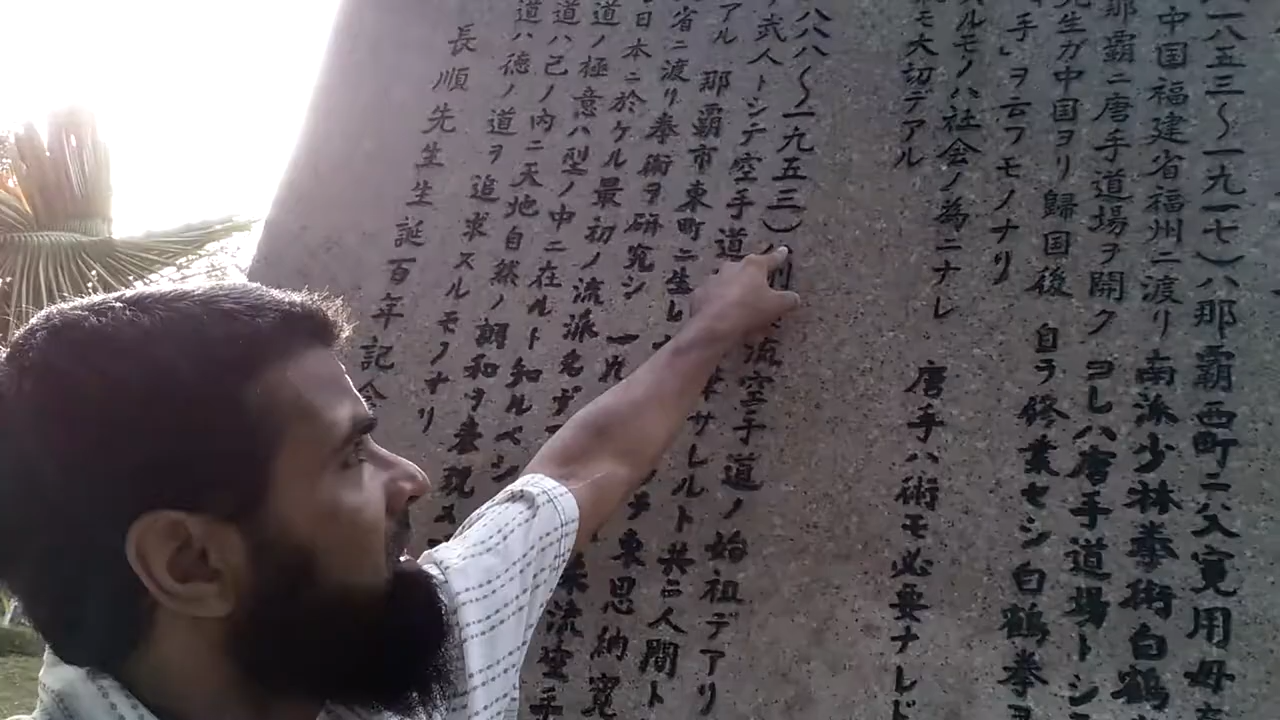 一八五三〜一九一七）ハ那覇西町ニ父寛用母
中国福建省福州ニ渡リ南派少林拳術白鶴
那覇ニ唐手道場ヲ開ク ヨレハ唐手道場トシ
先生ガ中国ヨリ歸国後 自ラ修業セシ白鶴拳ヲ
手」ヲ云フモノナリ
スルモノハ社会ノ為ニナレ
モ大切デアル 唐手ハ術モ必要ナレド
八八八〜一九五三）ハ剛
流空手道ノ始祖デアリ
武人トシテ空手道
アル 那覇市東町ニ生レ
サレルト共ニ人間ト
省ニ渡リ拳術ヲ研究シ 一九
日本ニ於ケル最初ノ流派名デ
東恩納寛
道ノ極意ハ型ノ中ニ在ルト知ルベシ
道ハ己ノ内ニ天地自然ノ調和ヲ表現
道ハ徳ノ道ヲ追求スルモノナリ
流空手
長順先生生誕百年記念